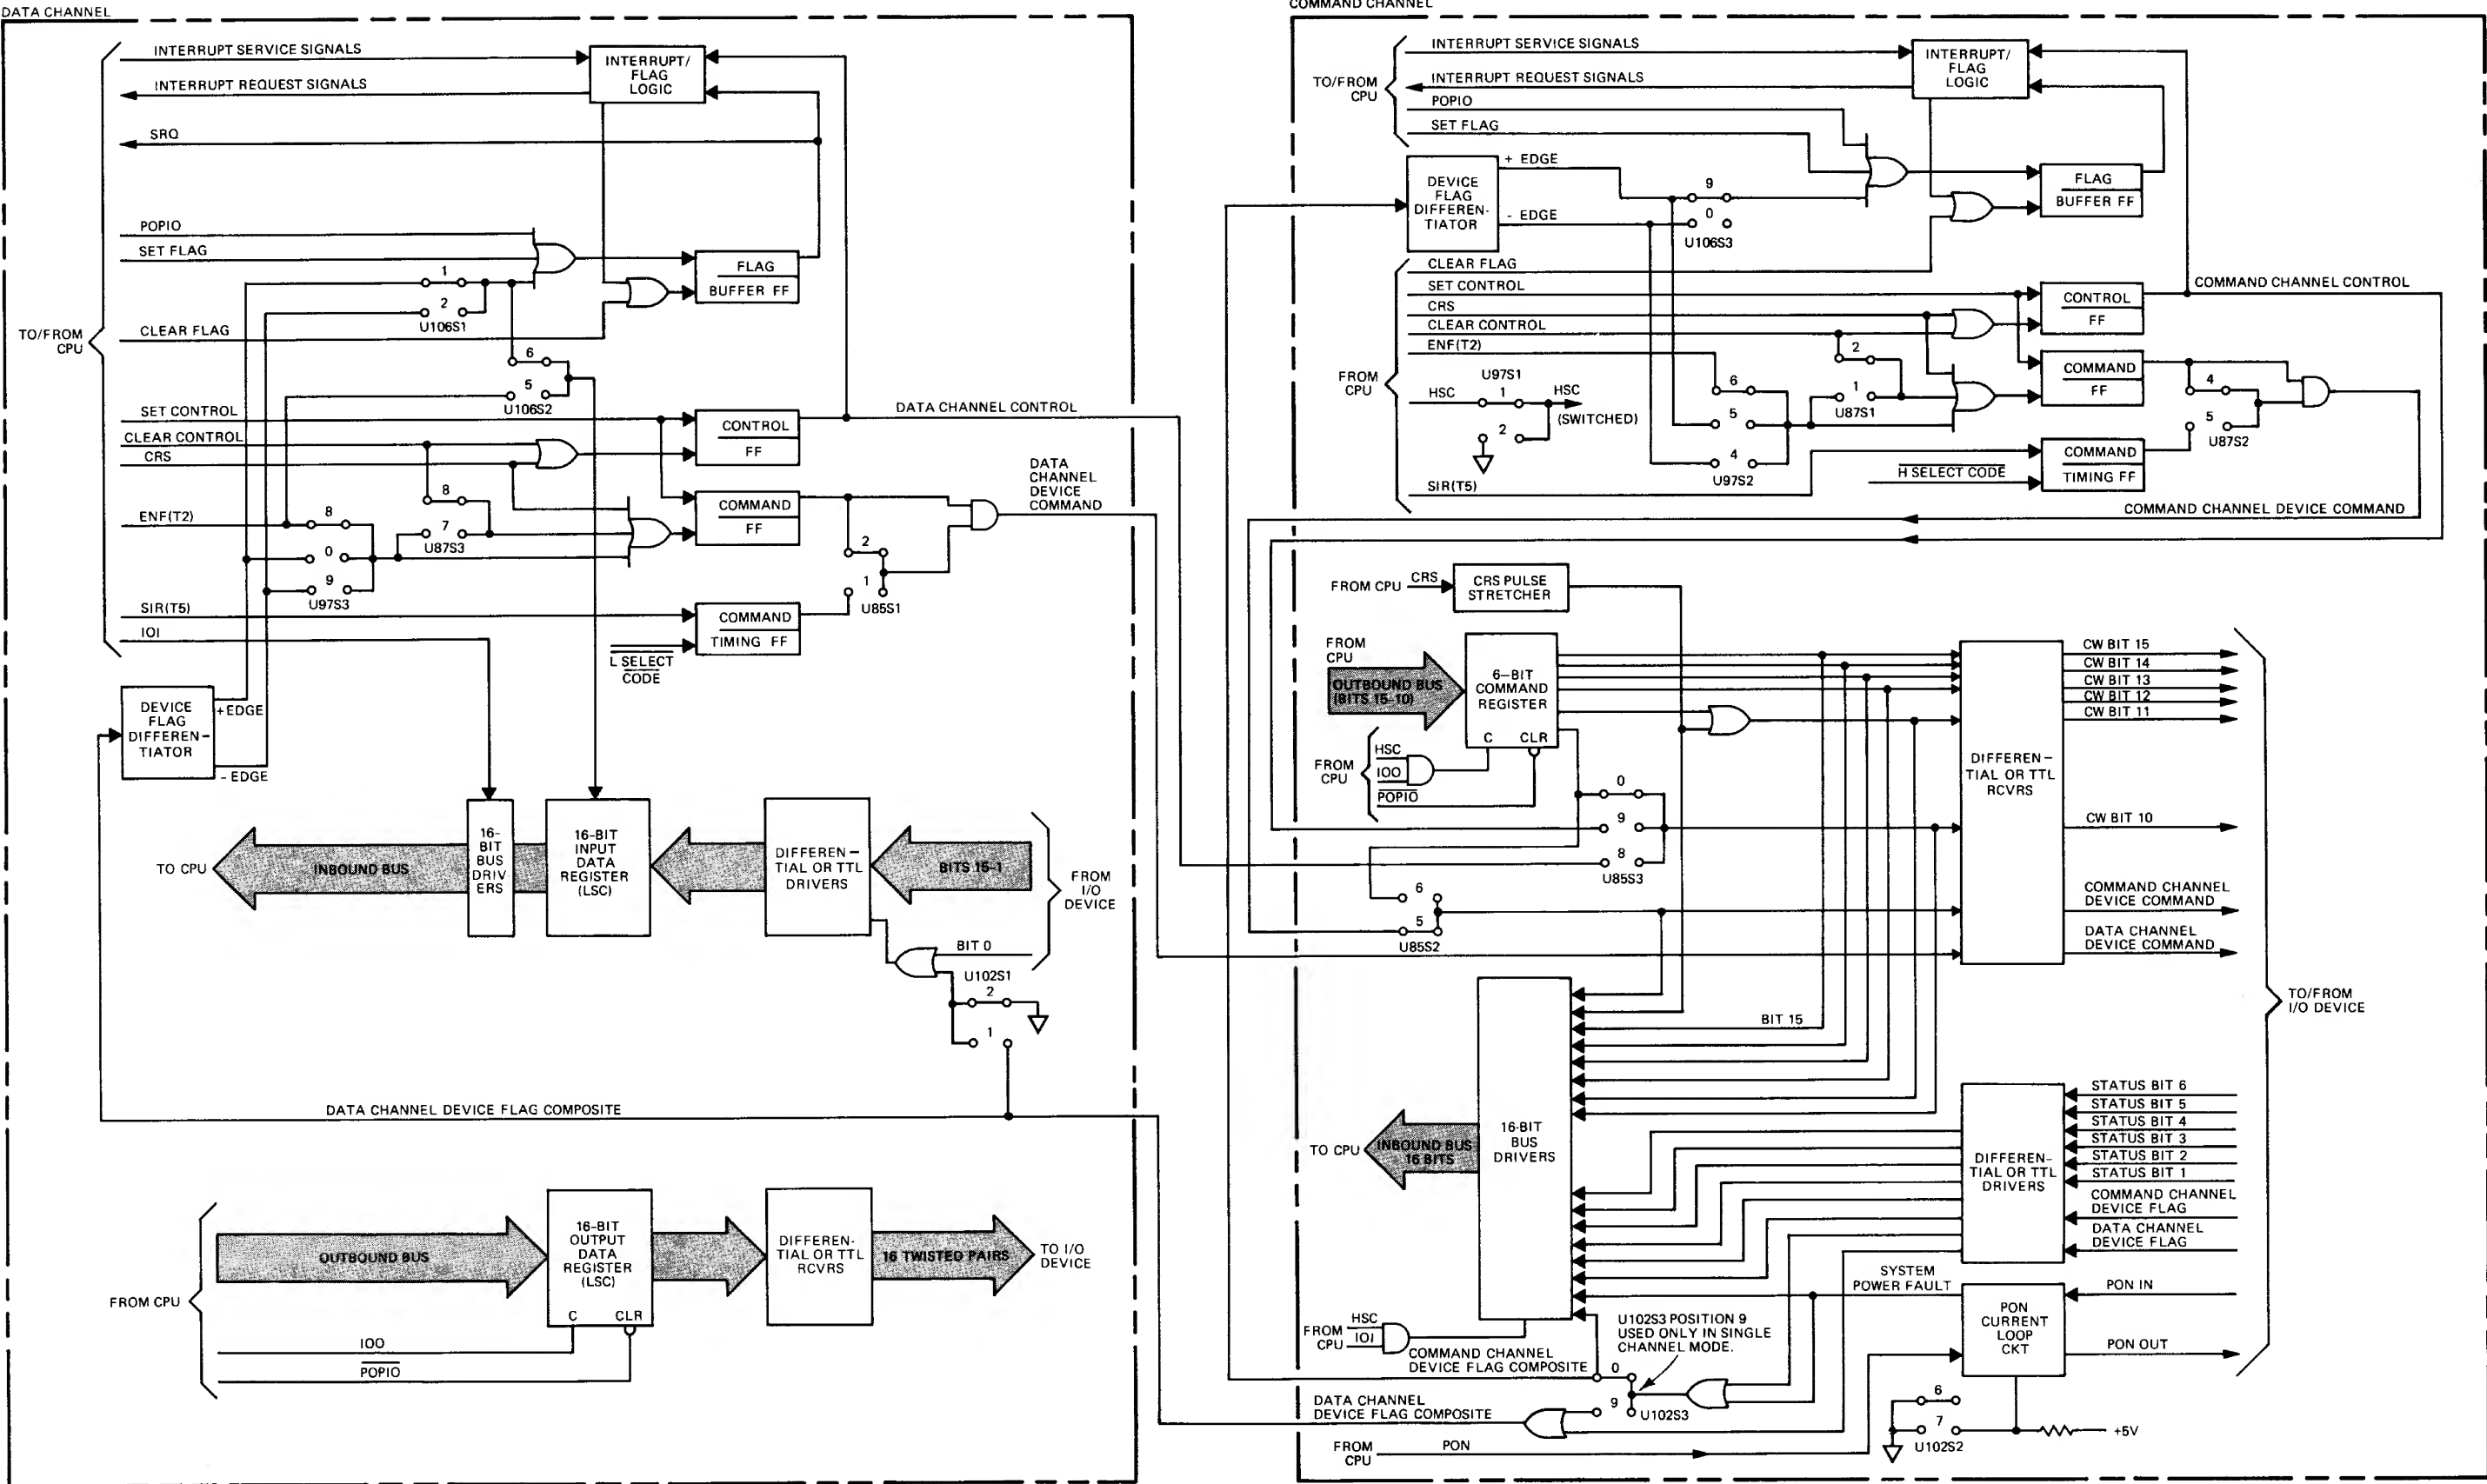 DATA CHANNEL
INTERRUPT SERVICE SIGNALS
INTERRUPT REQUEST SIGNALS
SRQ
INTERRUPT/
FLAG
LOGIC
POPIO
SET FLAG
1
2
U106S1
FLAG
BUFFER FF
TO/FROM
CPU
CLEAR FLAG
6
5
U106S2
SET CONTROL
CLEAR CONTROL
CRS
CONTROL
FF
DATA CHANNEL CONTROL
8
7
U87S3
ENF(T2)
8
0
9
U97S3
COMMAND
FF
DATA
CHANNEL
DEVICE
COMMAND
2
1
U85S1
SIR(T5)
IOI
COMMAND
TIMING FF
L SELECT
CODE
DEVICE
FLAG
DIFFEREN-
TIATOR
+EDGE
- EDGE
TO CPU
INBOUND BUS
16-
BIT
BUS
DRIV
ERS
16-BIT
INPUT
DATA
REGISTER
(LSC)
DIFFEREN-
TIAL OR TTL
DRIVERS
BITS 15-1
FROM
I/O
DEVICE
BIT 0
U102S1
2
1
DATA CHANNEL DEVICE FLAG COMPOSITE
FROM CPU
OUTBOUND BUS
16-BIT
OUTPUT
DATA
REGISTER
(LSC)
C CLR
DIFFEREN-
TIAL OR TTL
RCVRS
16 TWISTED PAIRS
TO I/O
DEVICE
IOO
POPIO
COMMAND CHANNEL
TO/FROM
CPU
INTERRUPT SERVICE SIGNALS
INTERRUPT REQUEST SIGNALS
POPIO
SET FLAG
INTERRUPT/
FLAG
LOGIC
DEVICE
FLAG
DIFFEREN-
TIATOR
+ EDGE
- EDGE
9
0
U106S3
FLAG
BUFFER FF
FROM
CPU
CLEAR FLAG
SET CONTROL
CRS
CLEAR CONTROL
ENF(T2)
CONTROL
FF
COMMAND CHANNEL CONTROL
U97S1
HSC
1
HSC
(SWITCHED)
2
6
5
4
U97S2
2
1
U87S1
COMMAND
FF
4
5
U87S2
SIR(T5)
H SELECT CODE
COMMAND
TIMING FF
COMMAND CHANNEL DEVICE COMMAND
FROM CPU
CRS
CRS PULSE
STRETCHER
FROM
CPU
OUTBOUND BUS
(BITS 15-10)
6-BIT
COMMAND
REGISTER
C CLR
FROM
CPU
HSC
IOO
POPIO
0
9
8
U85S3
6
5
U85S2
DIFFEREN-
TIAL OR TTL
RCVRS
CW BIT 15
CW BIT 14
CW BIT 13
CW BIT 12
CW BIT 11
CW BIT 10
COMMAND CHANNEL
DEVICE COMMAND
DATA CHANNEL
DEVICE COMMAND
TO/FROM
I/O DEVICE
BIT 15
TO CPU
INBOUND BUS
16 BITS
16-BIT
BUS
DRIVERS
DIFFEREN-
TIAL OR TTL
DRIVERS
STATUS BIT 6
STATUS BIT 5
STATUS BIT 4
STATUS BIT 3
STATUS BIT 2
STATUS BIT 1
COMMAND CHANNEL
DEVICE FLAG
DATA CHANNEL
DEVICE FLAG
SYSTEM
POWER FAULT
PON
CURRENT
LOOP
CKT
PON IN
PON OUT
FROM
CPU
HSC
IOI
U102S3 POSITION 9
USED ONLY IN SINGLE
CHANNEL MODE.
COMMAND CHANNEL
DEVICE FLAG COMPOSITE
0
9
U102S3
DATA CHANNEL
DEVICE FLAG COMPOSITE
FROM
CPU
PON
6
7
U102S2
+5V